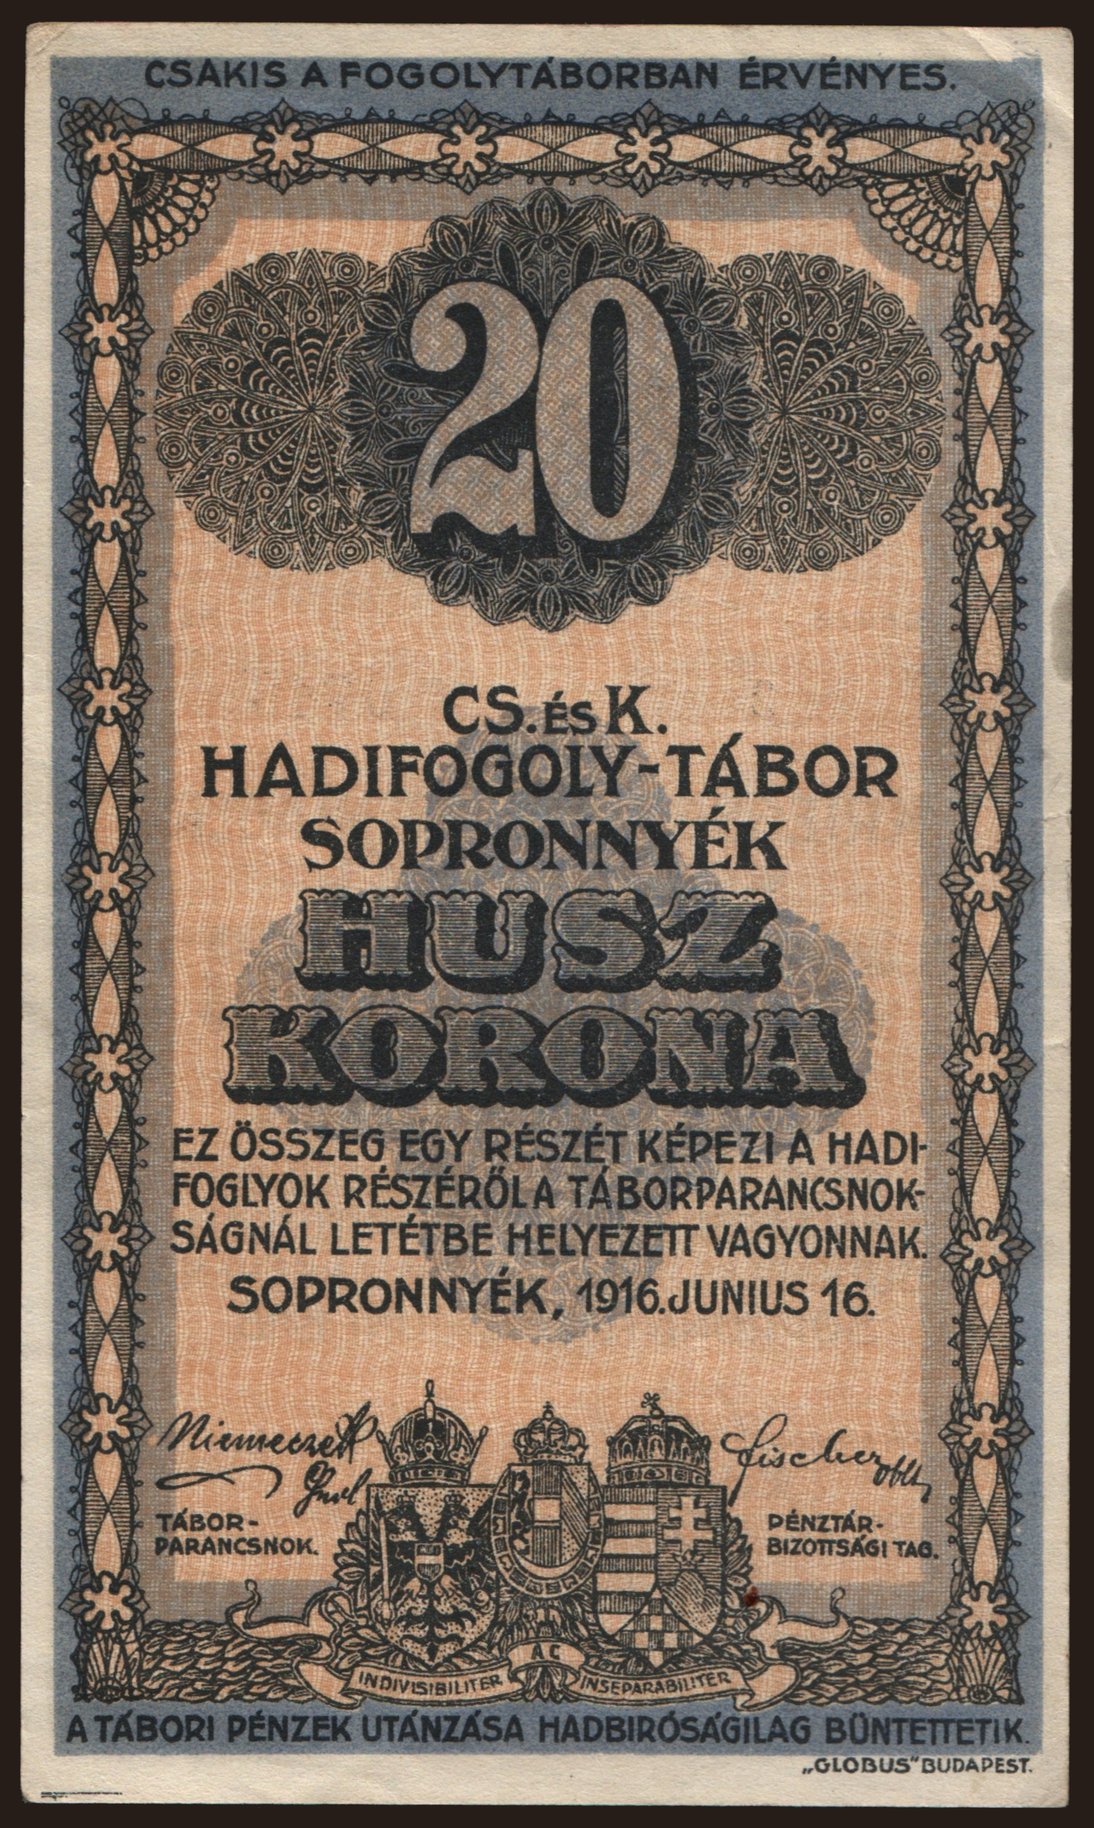 CSAKIS A FOGOLYTÁBORBAN ÉRVÉNYES.
20
CS. ÉS K.
HADIFOGOLY-TÁBOR
SOPRONNYÉK
HUSZ
KORONA
EZ ÖSSZEG EGY RÉSZÉT KÉPEZI A HADI-
FOGLYOK RÉSZÉRŐL A TÁBORPARANCSNOK-
SÁGNÁL LETÉTBE HELYEZETT VAGYONNAK.
SOPRONNYÉK, 1916. JUNIUS 16.
Fischer
TÁBOR-
PARANCSNOK.
PÉNZTÁR-
BIZOTTSÁGI TAG.
INDIVISIBILITER AC INSEPARABILITER
A TÁBORI PÉNZEK UTÁNZÁSA HADBIRÓSÁGILAG BÜNTETTETIK.
„GLOBUS" BUDAPEST.